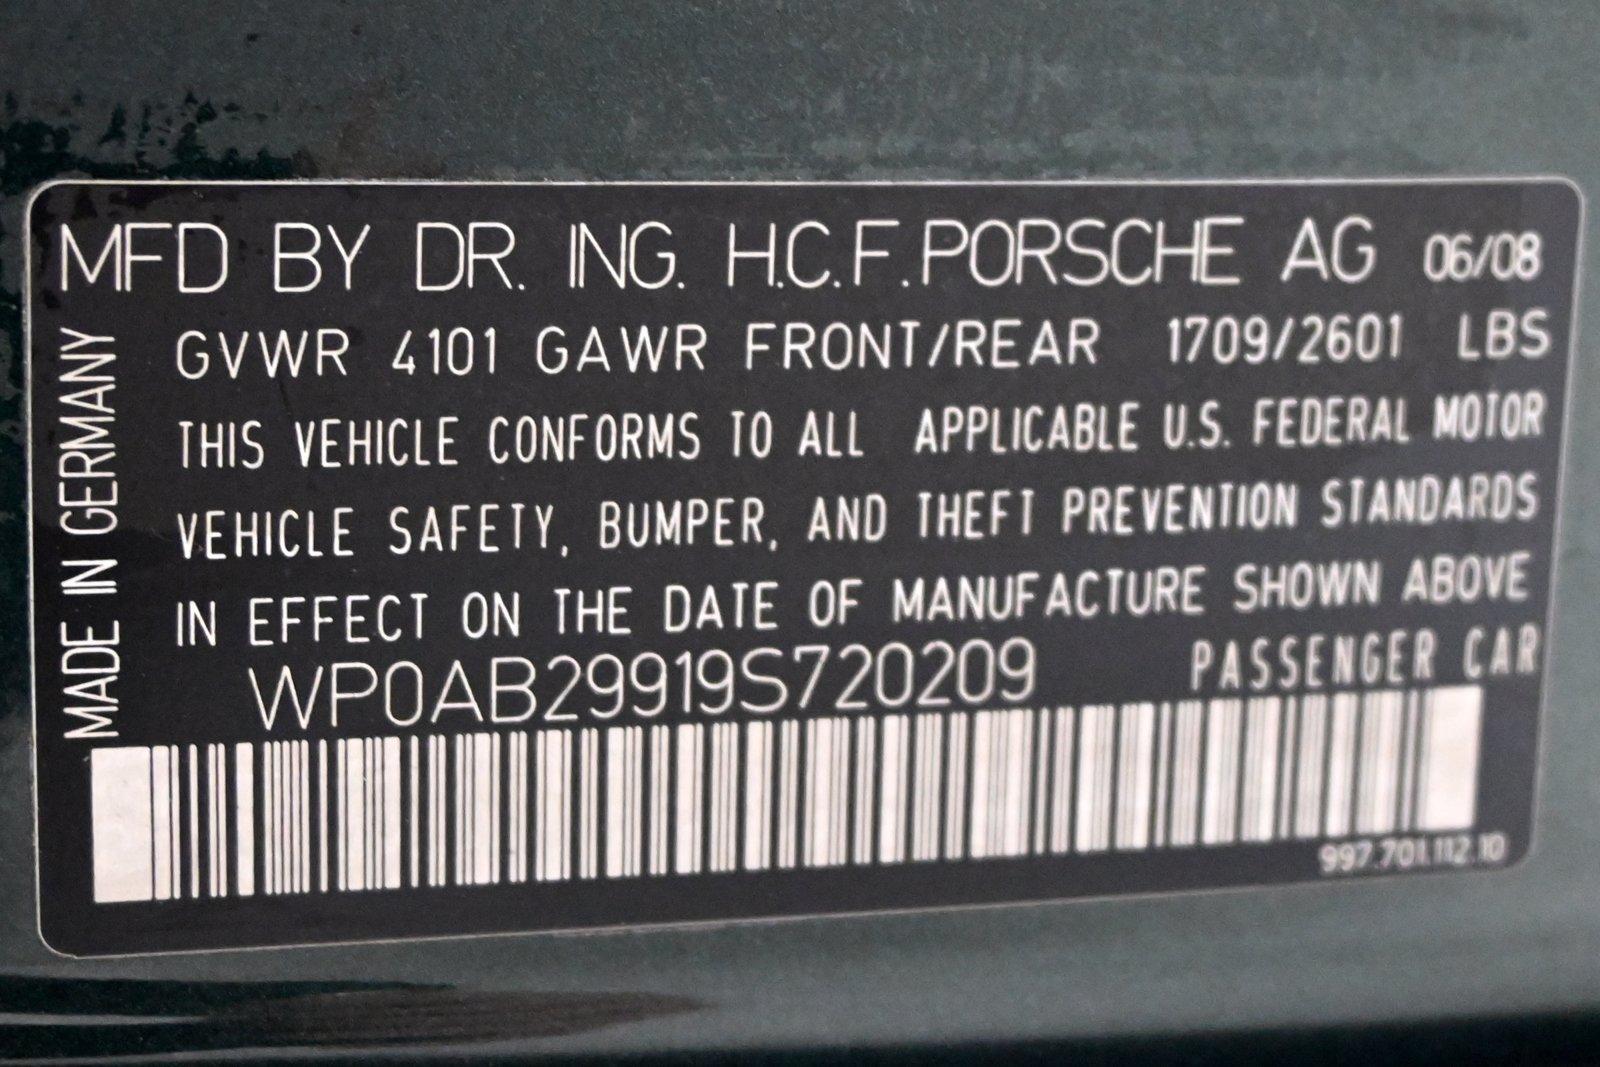 MFD BY DR. ING. H.C.F. PORSCHE AG 06/08
GVWR 4101 GAWR FRONT/REAR 1709/2601 LBS
THIS VEHICLE CONFORMS TO ALL APPLICABLE U.S. FEDERAL MOTOR
VEHICLE SAFETY, BUMPER, AND THEFT PREVENTION STANDARDS
IN EFFECT ON THE DATE OF MANUFACTURE SHOWN ABOVE
WP0AB29919S720209 PASSENGER CAR
997.701.112.10
MADE IN GERMANY